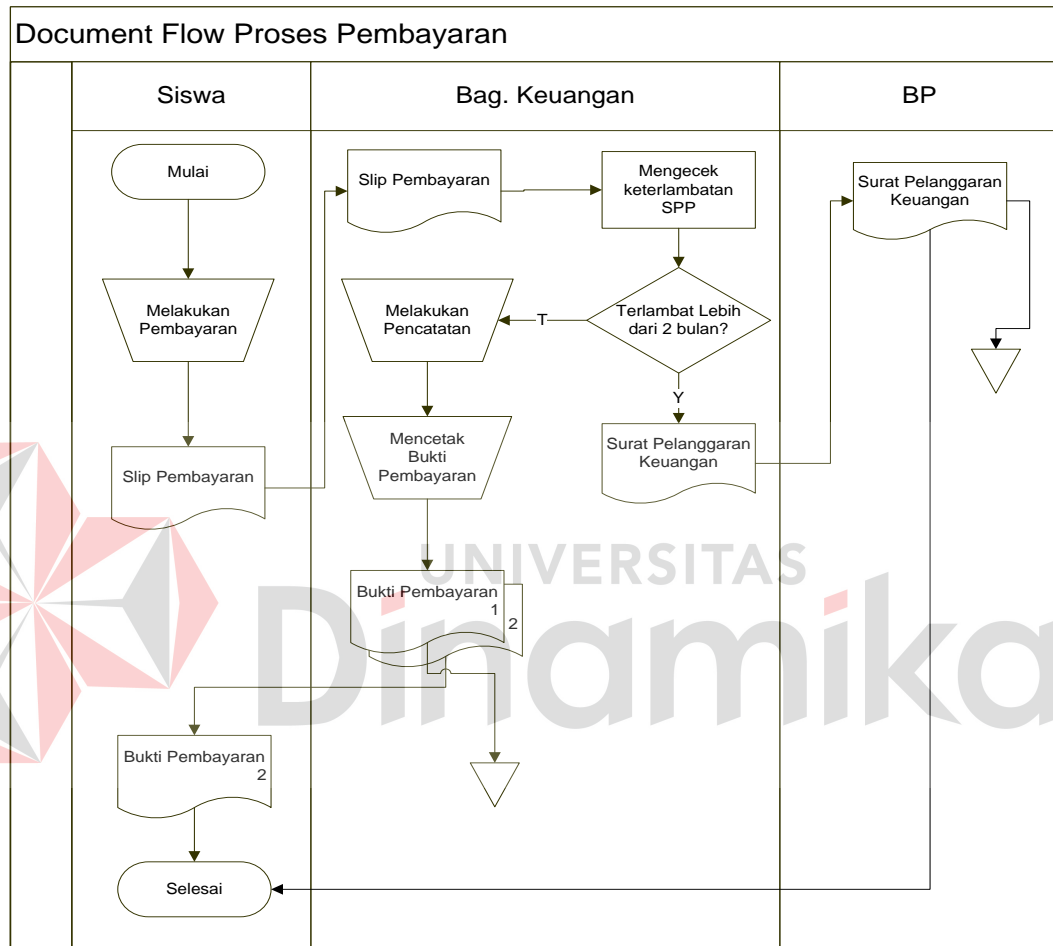 Document Flow Proses Pembayaran
Siswa
Bag. Keuangan
BP
Mulai
Melakukan
Pembayaran
Slip Pembayaran
Slip Pembayaran
Mengecek
keterlambatan
SPP
Terlambat Lebih
dari 2 bulan?
T
Y
Melakukan
Pencatatan
Mencetak
Bukti
Pembayaran
Surat Pelanggaran
Keuangan
Surat Pelanggaran
Keuangan
Bukti Pembayaran
1
2
Bukti Pembayaran
2
Selesai
UNIVERSITAS
Dinamika